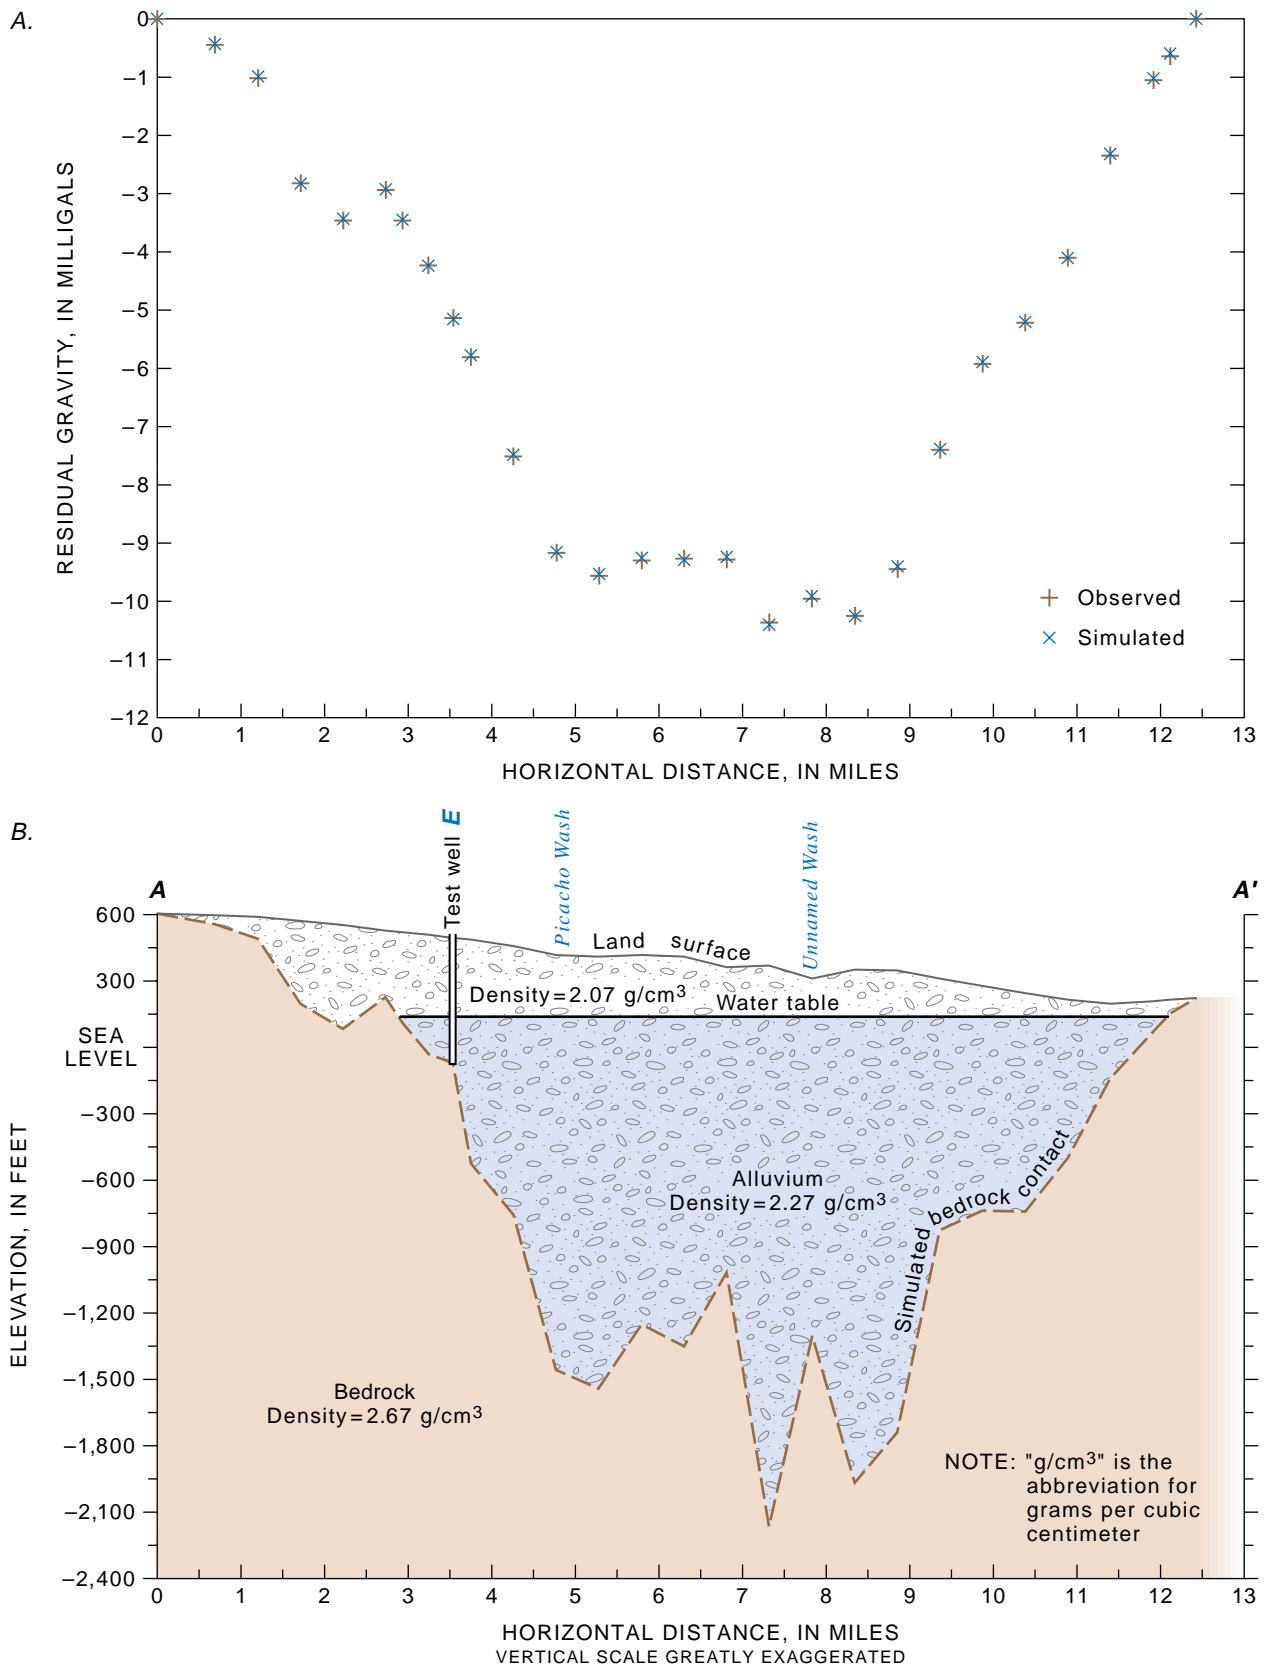 A.
0
–1
–2
–3
–4
–5
–6
–7
–8
–9
–10
–11
–12
RESIDUAL GRAVITY, IN MILLIGALS
Observed
Simulated
0 1 2 3 4 5 6 7 8 9 10 11 12 13
HORIZONTAL DISTANCE, IN MILES
B.
Test well E
Picacho Wash
Unnamed Wash
A
A'
600
300
SEA
LEVEL
–300
–600
–900
–1,200
–1,500
–1,800
–2,100
–2,400
ELEVATION, IN FEET
Land surface
Density=2.07 g/cm3
Water table
Alluvium
Density=2.27 g/cm3
Simulated bedrock contact
Bedrock
Density=2.67 g/cm3
NOTE: "g/cm3" is the
abbreviation for
grams per cubic
centimeter
0 1 2 3 4 5 6 7 8 9 10 11 12 13
HORIZONTAL DISTANCE, IN MILES
VERTICAL SCALE GREATLY EXAGGERATED